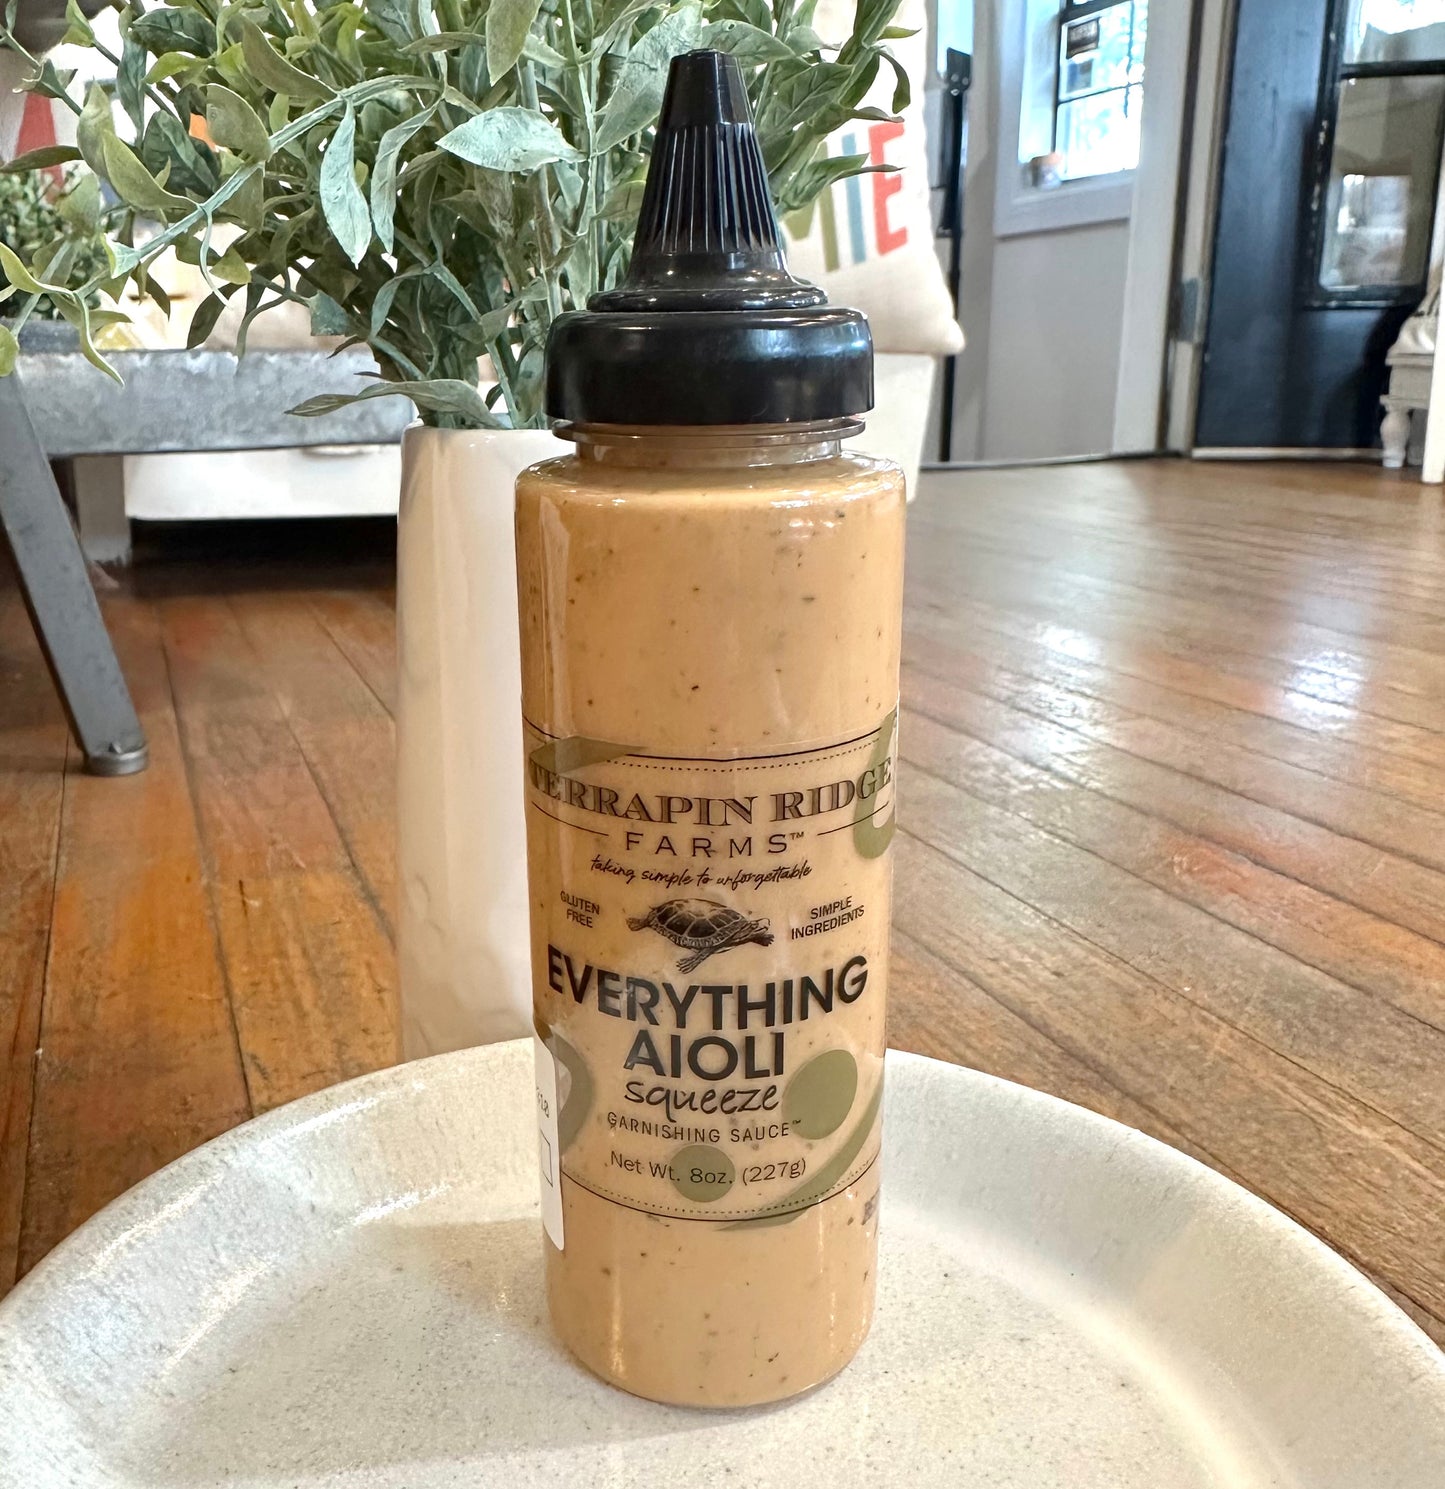 TERRAPIN RIDGE
FARMS™
taking simple to unforgettable
GLUTEN
FREE
SIMPLE
INGREDIENTS
EVERYTHING
AIOLI
squeeze
GARNISHING SAUCE™
Net Wt. 8oz. (227g)